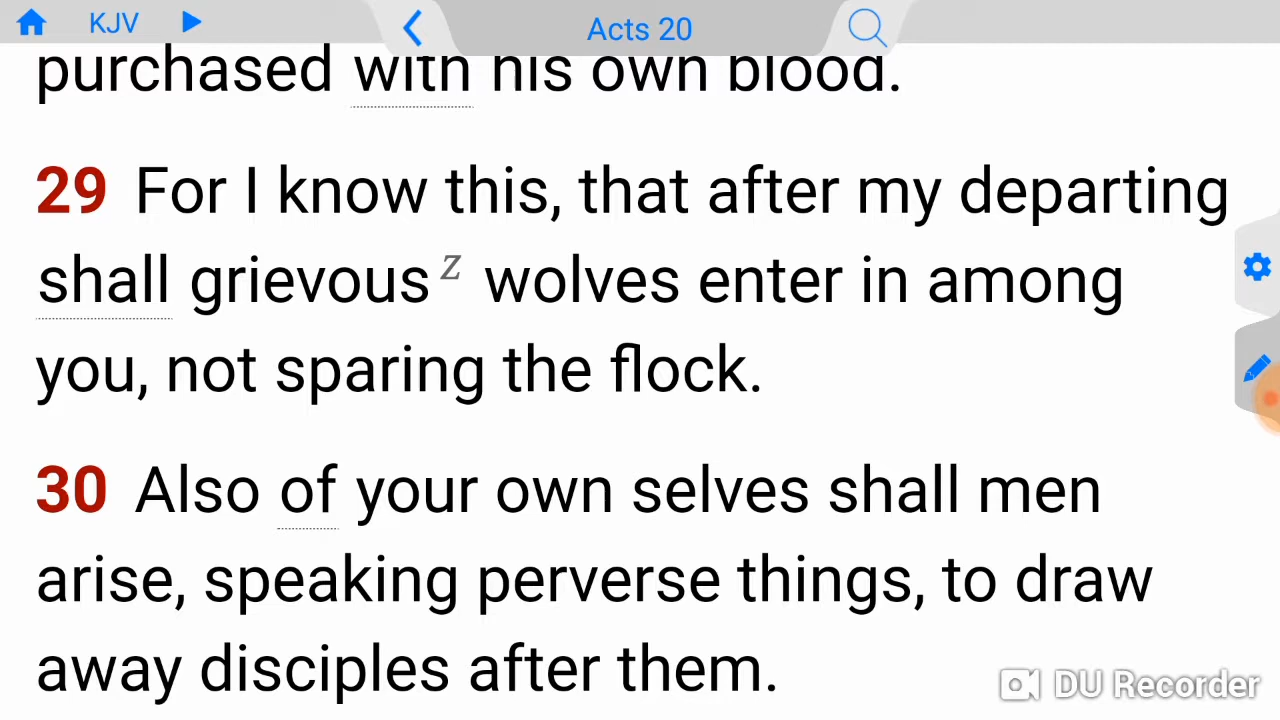 KJV Acts 20
purchased with his own blood.
29 For I know this, that after my departing
shall grievous z wolves enter in among
you, not sparing the flock.
30 Also of your own selves shall men
arise, speaking perverse things, to draw
away disciples after them.
DU Recorder